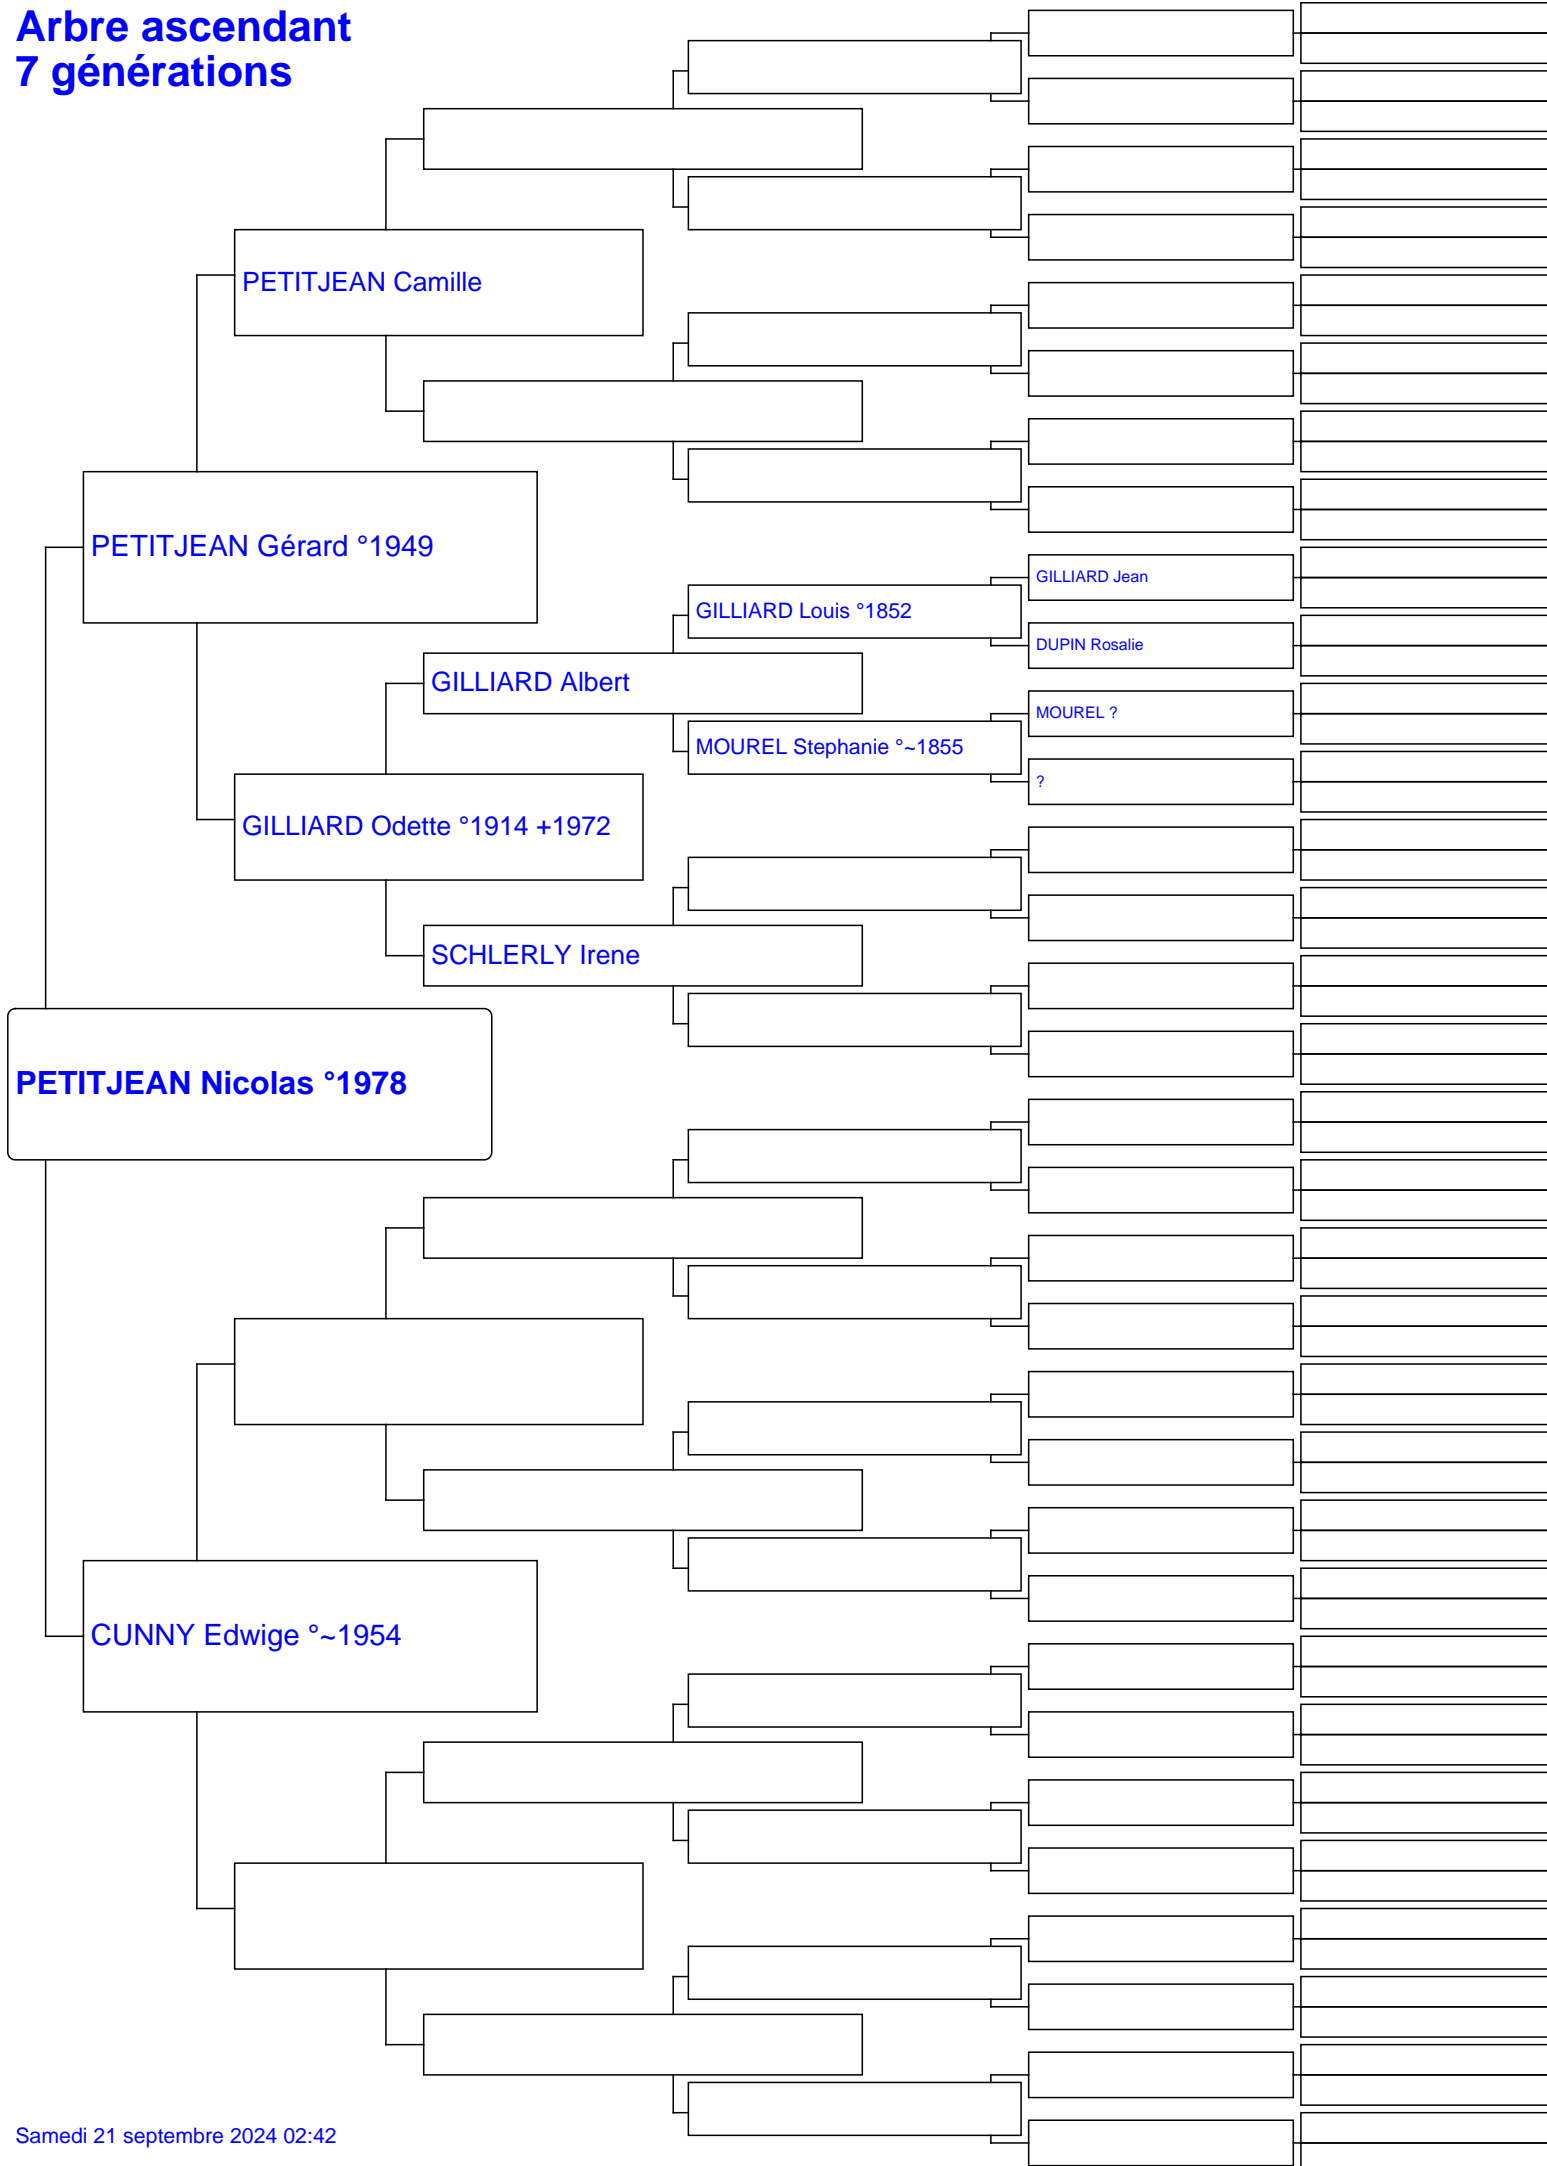 Arbre ascendant
7 générations
PETITJEAN Camille
PETITJEAN Gérard °1949
GILLIARD Jean
GILLIARD Louis °1852
DUPIN Rosalie
GILLIARD Albert
MOUREL ?
MOUREL Stephanie °~1855
?
GILLIARD Odette °1914 +1972
SCHLERLY Irene
PETITJEAN Nicolas °1978
CUNNY Edwige °~1954
Samedi 21 septembre 2024 02:42